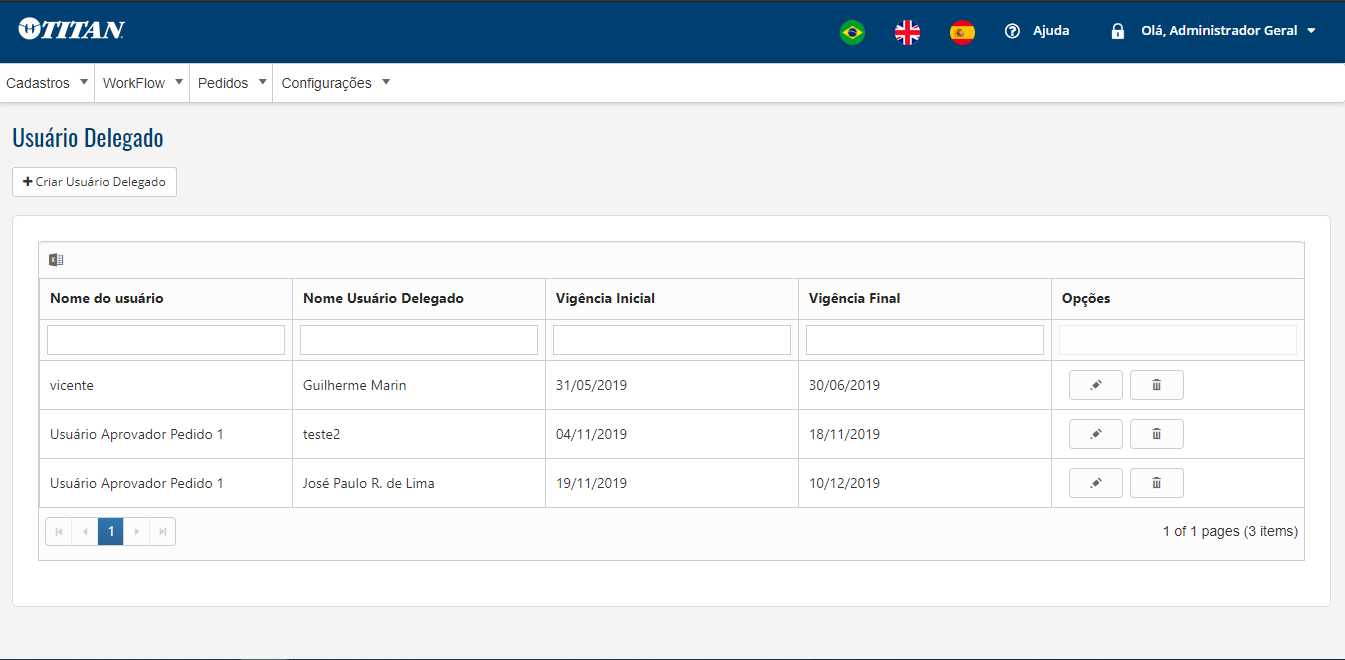 TITAN
Ajuda
Olá, Administrador Geral
Cadastros WorkFlow Pedidos Configurações
Usuário Delegado
Criar Usuário Delegado
Nome do usuário Nome Usuário Delegado Vigência Inicial Vigência Final Opções
vicente Guilherme Marin 31/05/2019 30/06/2019
Usuário Aprovador Pedido 1 teste2 04/11/2019 18/11/2019
Usuário Aprovador Pedido 1 José Paulo R. de Lima 19/11/2019 10/12/2019
1 1 of 1 pages (3 items)